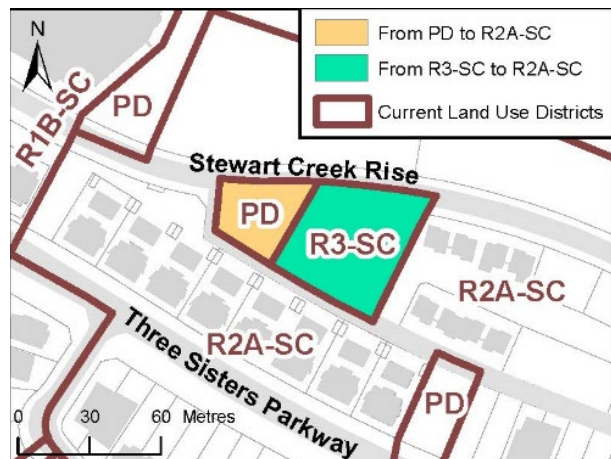 N
From PD to R2A-SC
From R3-SC to R2A-SC
Current Land Use Districts
R1B-SC
PD
Stewart Creek Rise
PD
R3-SC
R2A-SC
R2A-SC
Three Sisters Parkway
PD
0 30 60 Metres